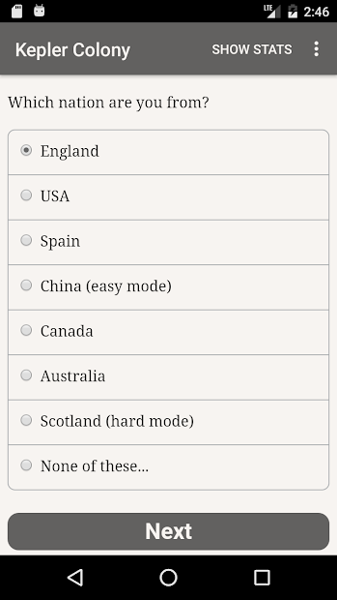 LTE 2:46
Kepler Colony SHOW STATS
Which nation are you from?
England
USA
Spain
China (easy mode)
Canada
Australia
Scotland (hard mode)
None of these...
Next